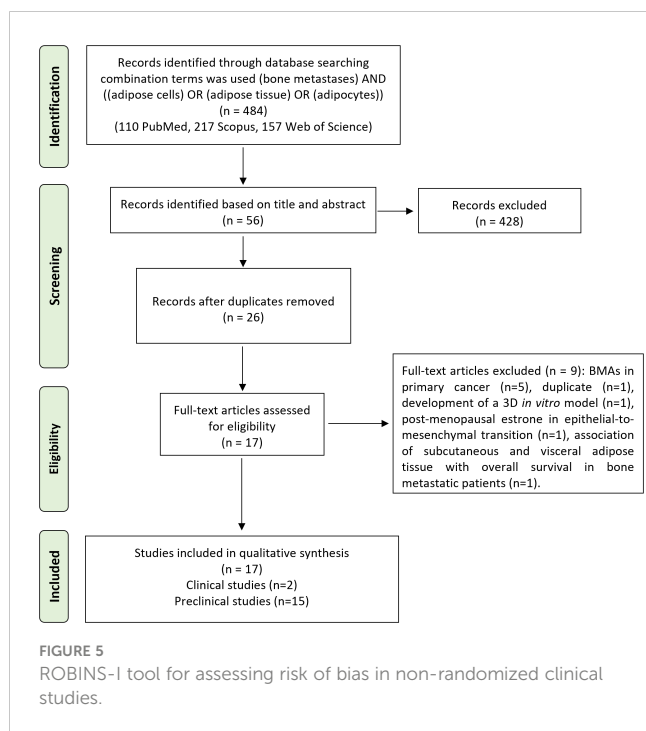 Identification
Records identified through database searching
combination terms was used (bone metastases) AND
((adipose cells) OR (adipose tissue) OR (adipocytes))
(n = 484)
(110 PubMed, 217 Scopus, 157 Web of Science)
Screening
Records identified based on title and abstract
(n = 56)
Records excluded
(n = 428)
Records after duplicates removed
(n = 26)
Eligibility
Full-text articles assessed
for eligibility
(n = 17)
Full-text articles excluded (n = 9): BMAs in
primary cancer (n=5), duplicate (n=1),
development of a 3D in vitro model (n=1),
post-menopausal estrone in epithelial-to-
mesenchymal transition (n=1), association
of subcutaneous and visceral adipose
tissue with overall survival in bone
metastatic patients (n=1).
Included
Studies included in qualitative synthesis
(n = 17)
Clinical studies (n=2)
Preclinical studies (n=15)
FIGURE 5
ROBINS-I tool for assessing risk of bias in non-randomized clinical
studies.